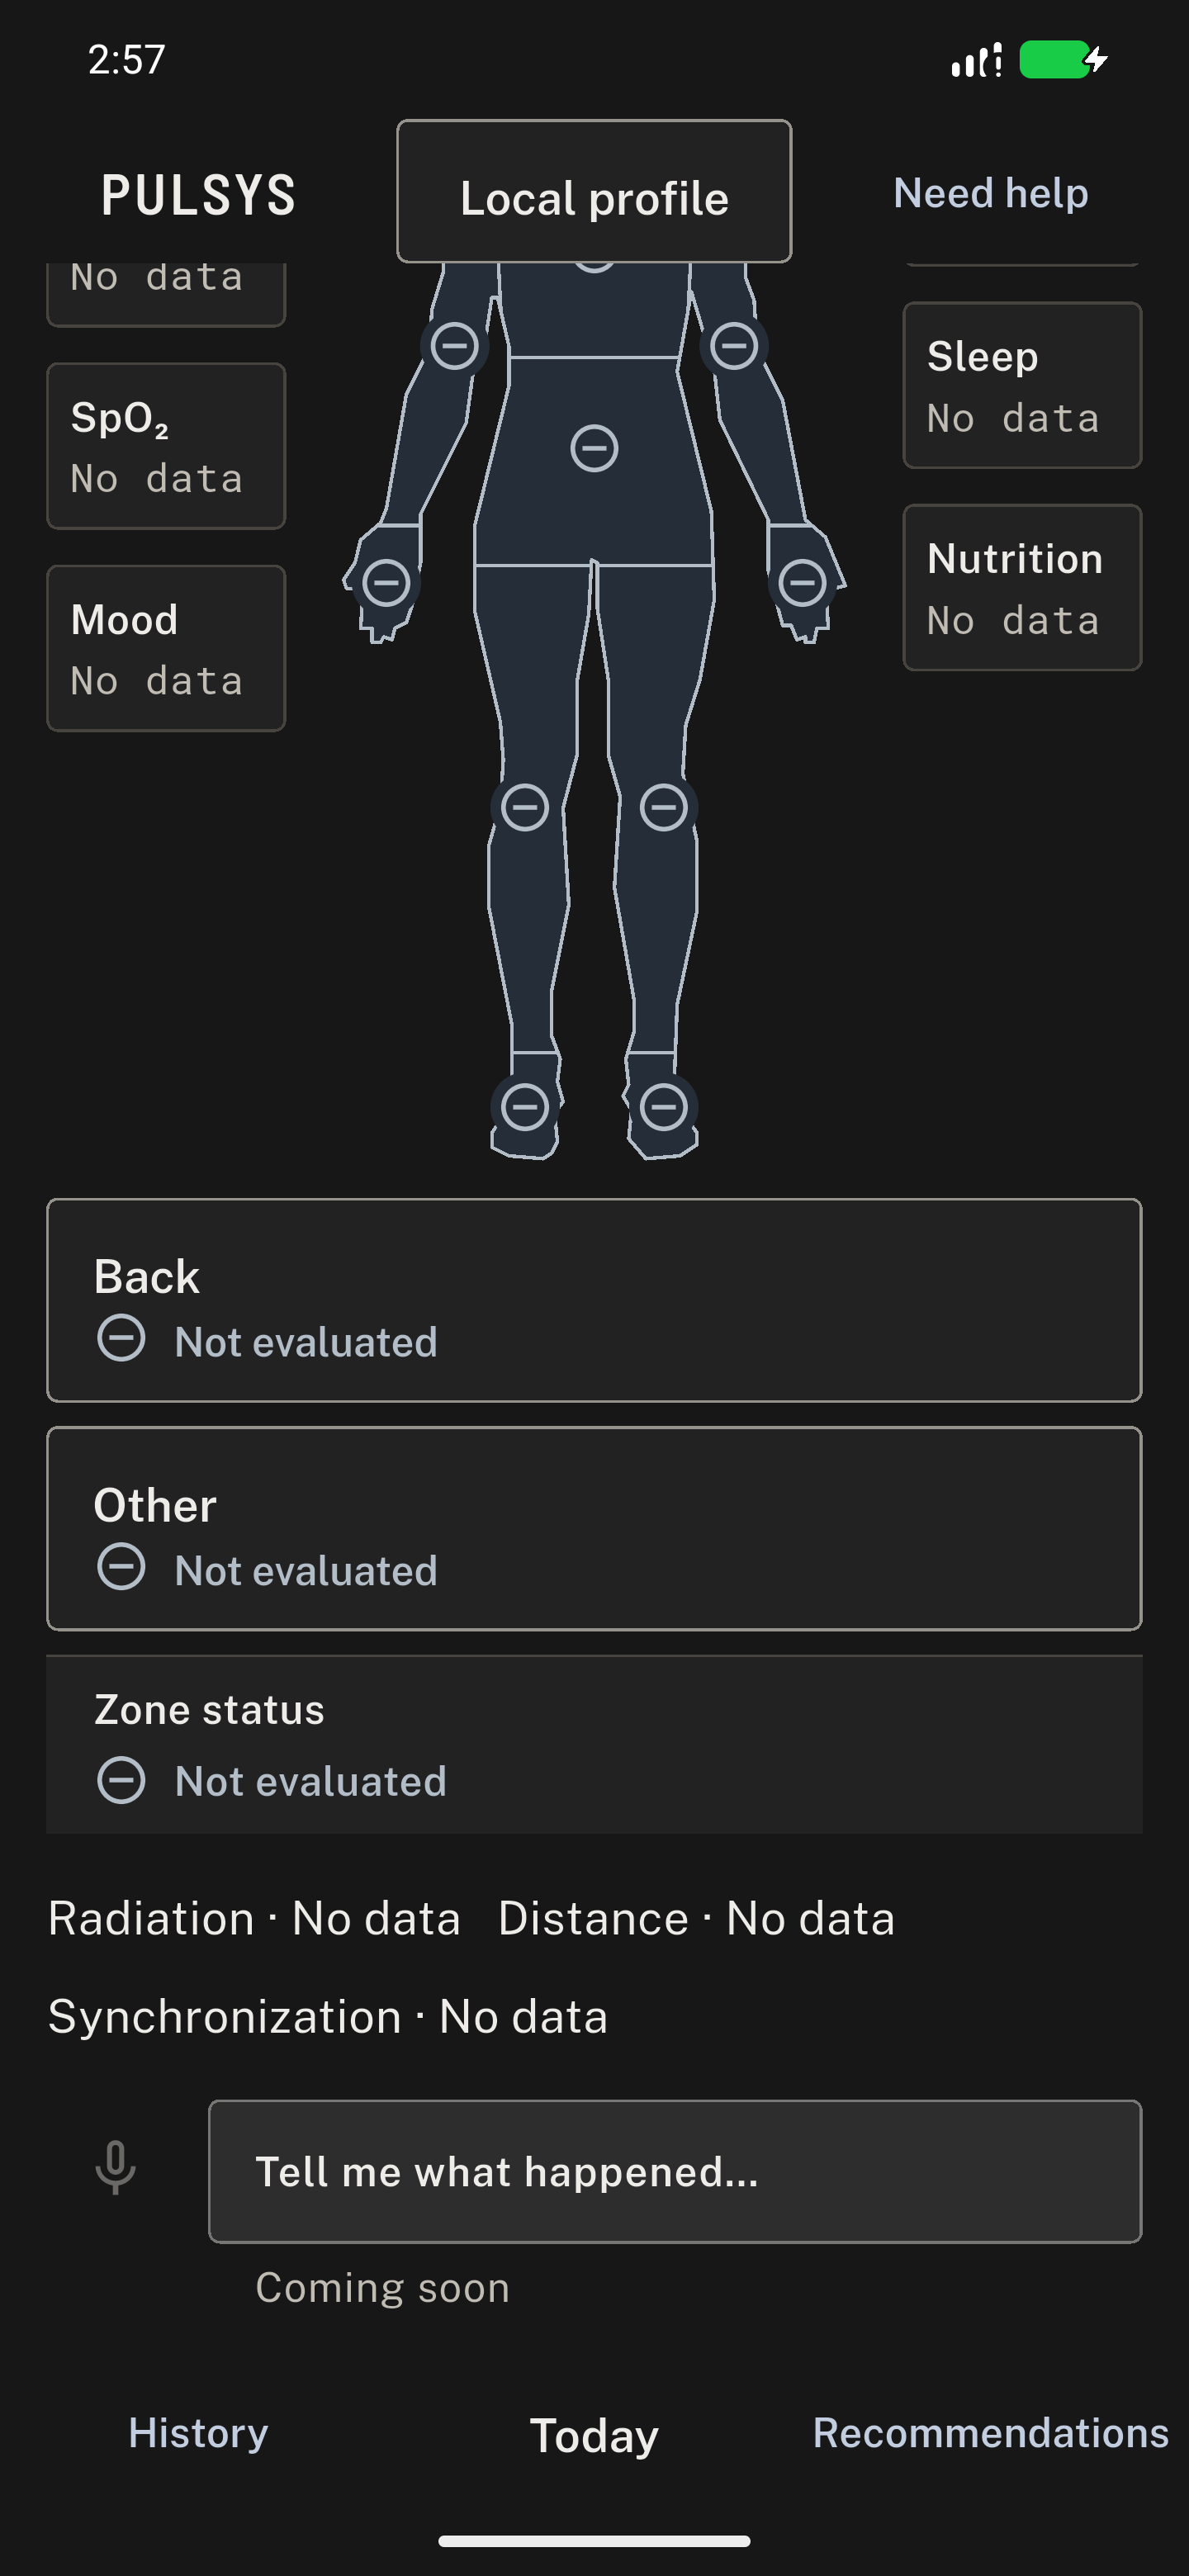 2:57
PULSYS
Local profile
Need help
No data
SpO₂
No data
Mood
No data
Sleep
No data
Nutrition
No data
Back
Not evaluated
Other
Not evaluated
Zone status
Not evaluated
Radiation · No data Distance · No data
Synchronization · No data
Tell me what happened...
Coming soon
History
Today
Recommendations